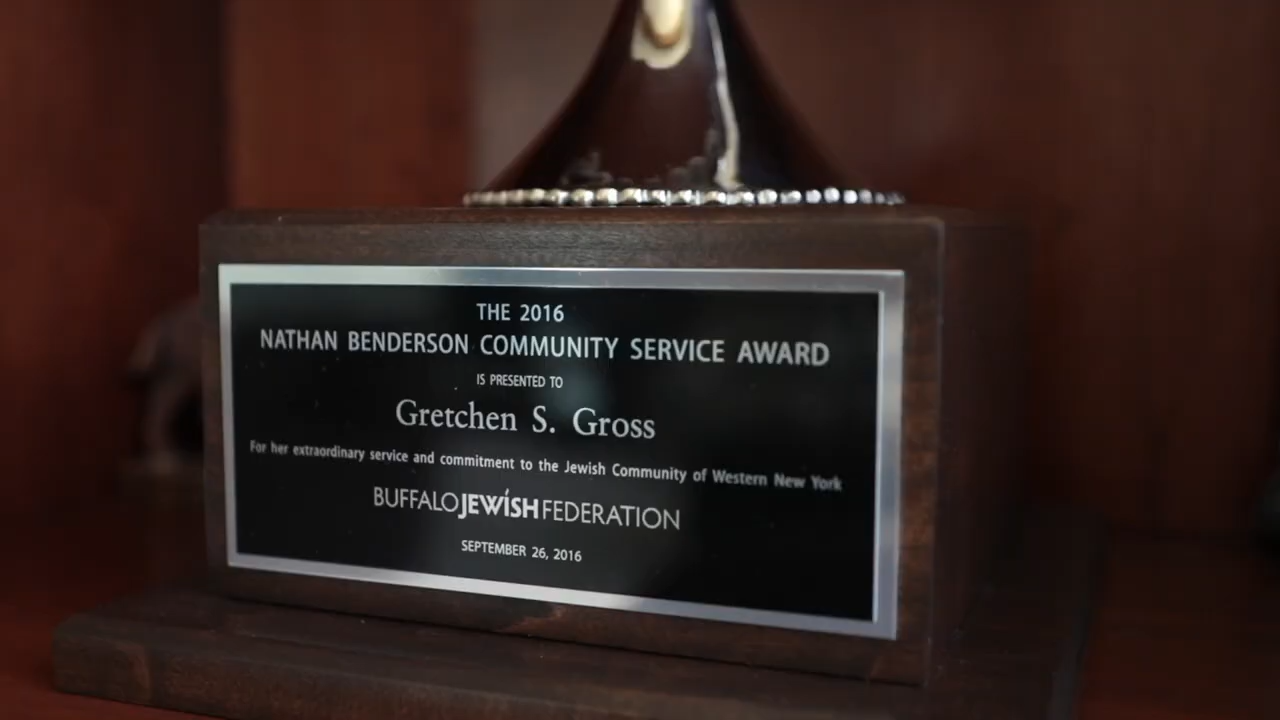 THE 2016
NATHAN BENDERSON COMMUNITY SERVICE AWARD
IS PRESENTED TO
Gretchen S. Gross
For her extraordinary service and commitment to the Jewish Community of Western New York
BUFFALOJEWISHFEDERATION
SEPTEMBER 26, 2016